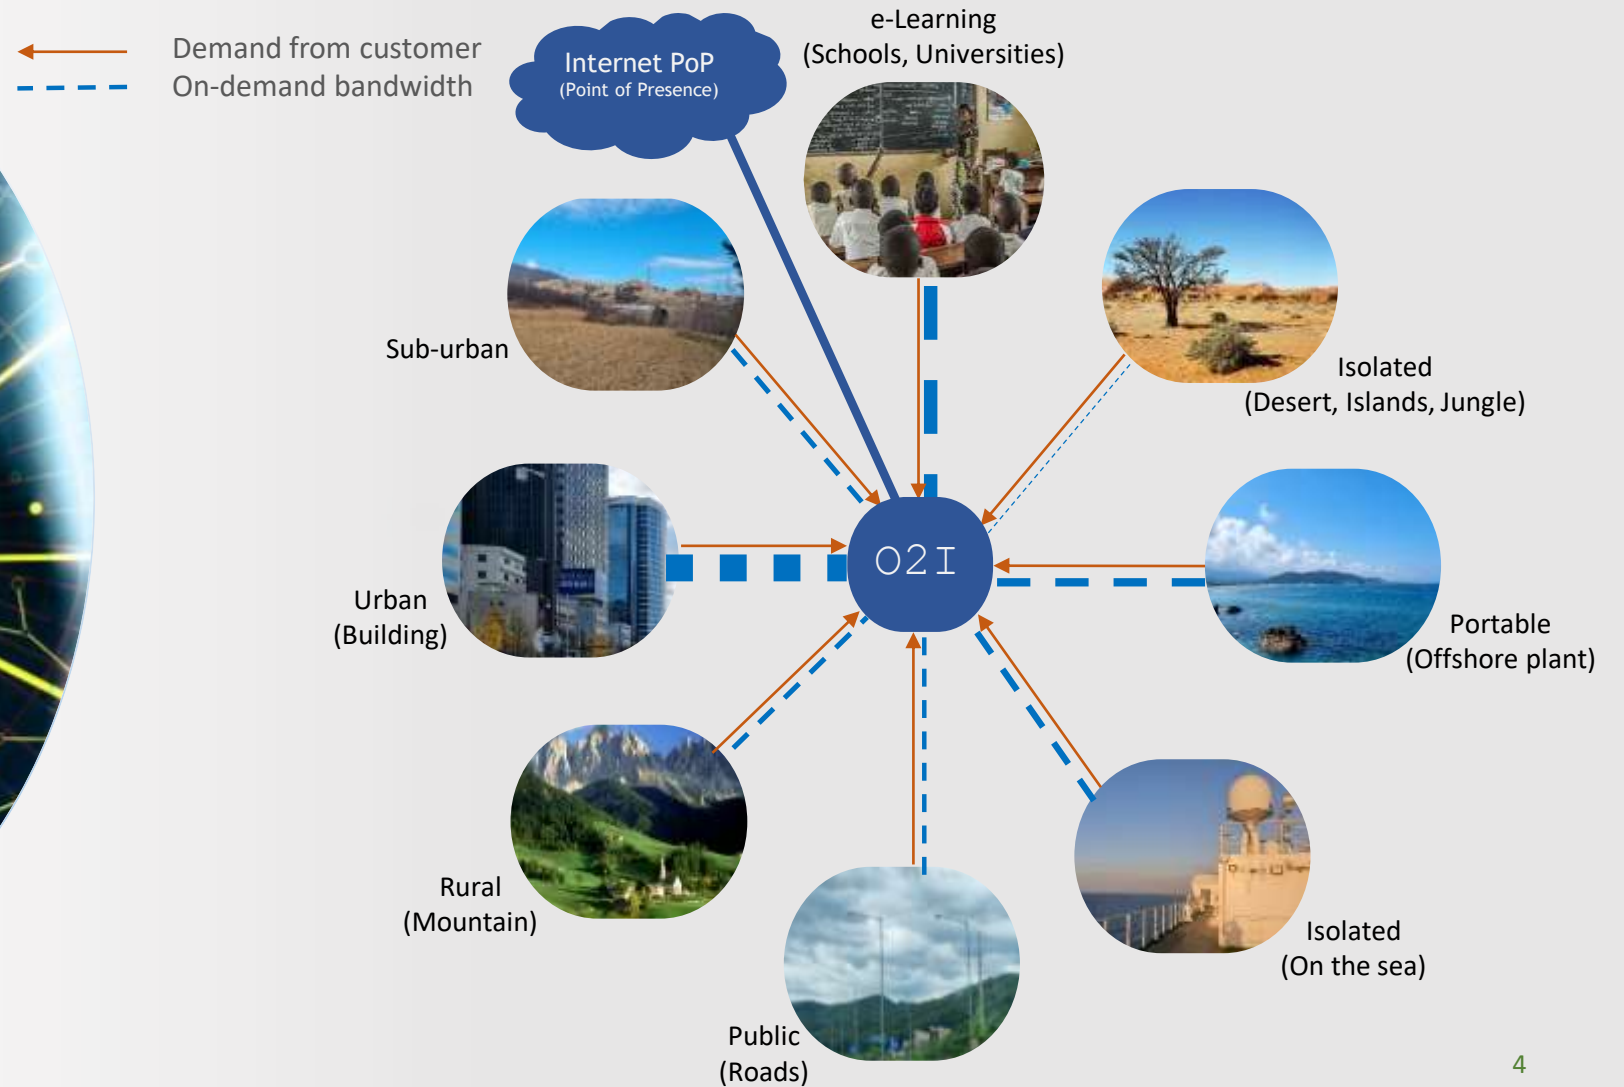 Demand from customer
On-demand bandwidth
Internet PoP
(Point of Presence)
e-Learning
(Schools, Universities)
Sub-urban
Isolated
(Desert, Islands, Jungle)
O2I
Urban
(Building)
Portable
(Offshore plant)
Rural
(Mountain)
Isolated
(On the sea)
Public
(Roads)
4